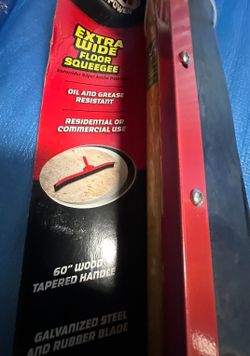 POWER
EXTRA
WIDE
FLOOR
SQUEEGEE
OIL AND GREASE
RESISTANT
RESIDENTIAL OR
COMMERCIAL USE
60" WOOD
TAPERED HANDLE
GALVANIZED STEEL
AND RUBBER BLADE